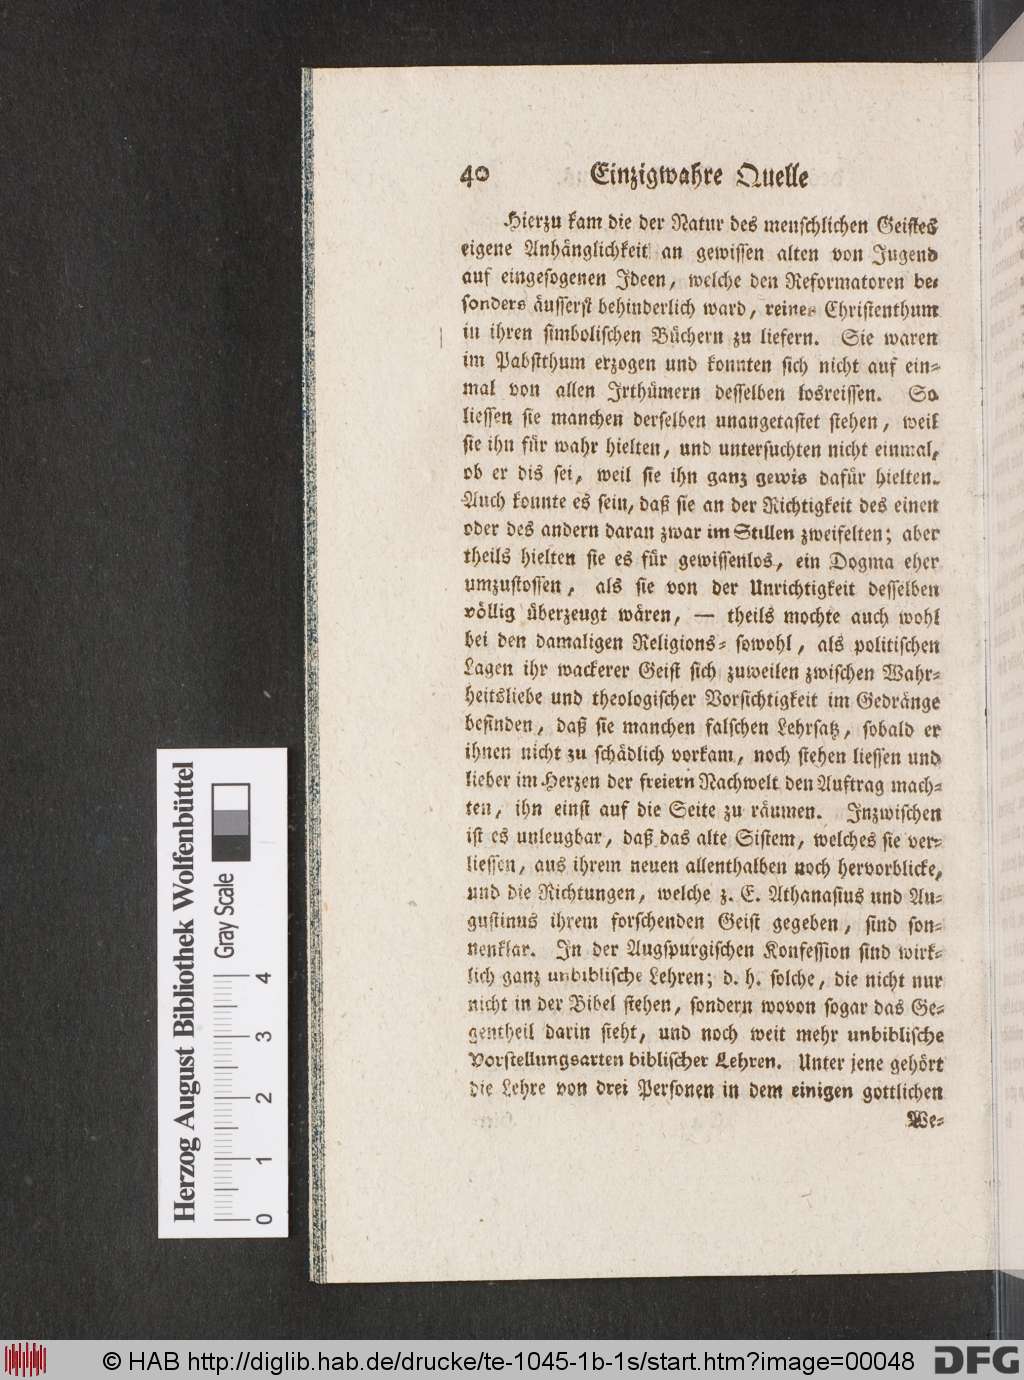 40 Einzigwahre Quelle
Hierzu kam die der Natur des menschlichen Geistes
eigene Anhänglichkeit an gewissen alten von Jugend
auf eingesogenen Ideen, welche den Reformatoren be-
sonders äusserst behinderlich ward, reines Christenthum
in ihren simbolischen Büchern zu liefern. Sie waren
im Pabstthum erzogen und konnten sich nicht auf ein-
mal von allen Irthümern desselben losreissen. So
liessen sie manchen derselben unangetastet stehen, weil
sie ihn für wahr hielten, und untersuchten nicht einmal,
ob er dis sei, weil sie ihn ganz gewis dafür hielten.
Auch konnte es sein, daß sie an der Richtigkeit des einen
oder des andern daran zwar im Stillen zweifelten; aber
theils hielten sie es für gewissenlos, ein Dogma eher
umzustossen, als sie von der Unrichtigkeit desselben
völlig überzeugt wären, — theils mochte auch wohl
bei den damaligen Religions- sowohl, als politischen
Lagen ihr wackerer Geist sich zuweilen zwischen Wahr-
heitsliebe und theologischer Vorsichtigkeit im Gedränge
befinden, daß sie manchen falschen Lehrsatz, sobald er
ihnen nicht zu schädlich vorkam, noch stehen liessen und
lieber im Herzen der freiern Nachwelt den Auftrag mach-
ten, ihn einst auf die Seite zu räumen. Inzwischen
ist es unleugbar, daß das alte Sistem, welches sie ver-
liessen, aus ihrem neuen allenthalben noch hervorblicke,
und die Richtungen, welche z. E. Athanasius und Au-
gustinus ihrem forschenden Geist gegeben, sind son-
nenklar. In der Augspurgischen Konfession sind wirk-
lich ganz unbiblische Lehren; d. h. solche, die nicht nur
nicht in der Bibel stehen, sondern wovon sogar das Ge-
gentheil darin steht, und noch weit mehr unbiblische
Vorstellungsarten biblischer Lehren. Unter jene gehört
die Lehre von drei Personen in dem einigen gottlichen
We-
Herzog August Bibliothek Wolfenbüttel
Gray Scale
0 1 2 3 4
© HAB http://diglib.hab.de/drucke/te-1045-1b-1s/start.htm?image=00048
DFG